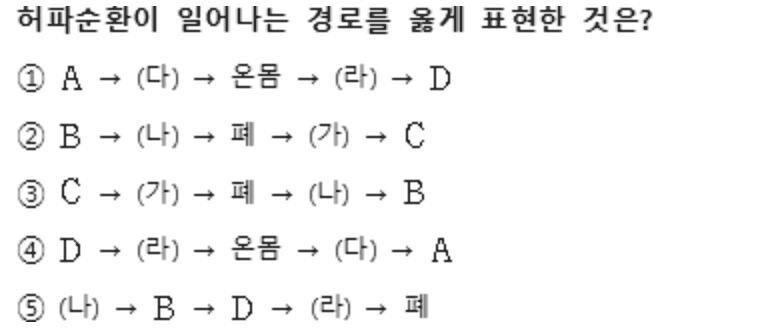 허파순환이 일어나는 경로를 옳게 표현한 것은?
① A → (다) → 온몸 → (라) → D
② B → (나) → 폐 → (가) → C
③ C → (가) → 폐 → (나) → B
④ D → (라) → 온몸 → (다) → A
⑤ (나) → B → D → (라) → 폐